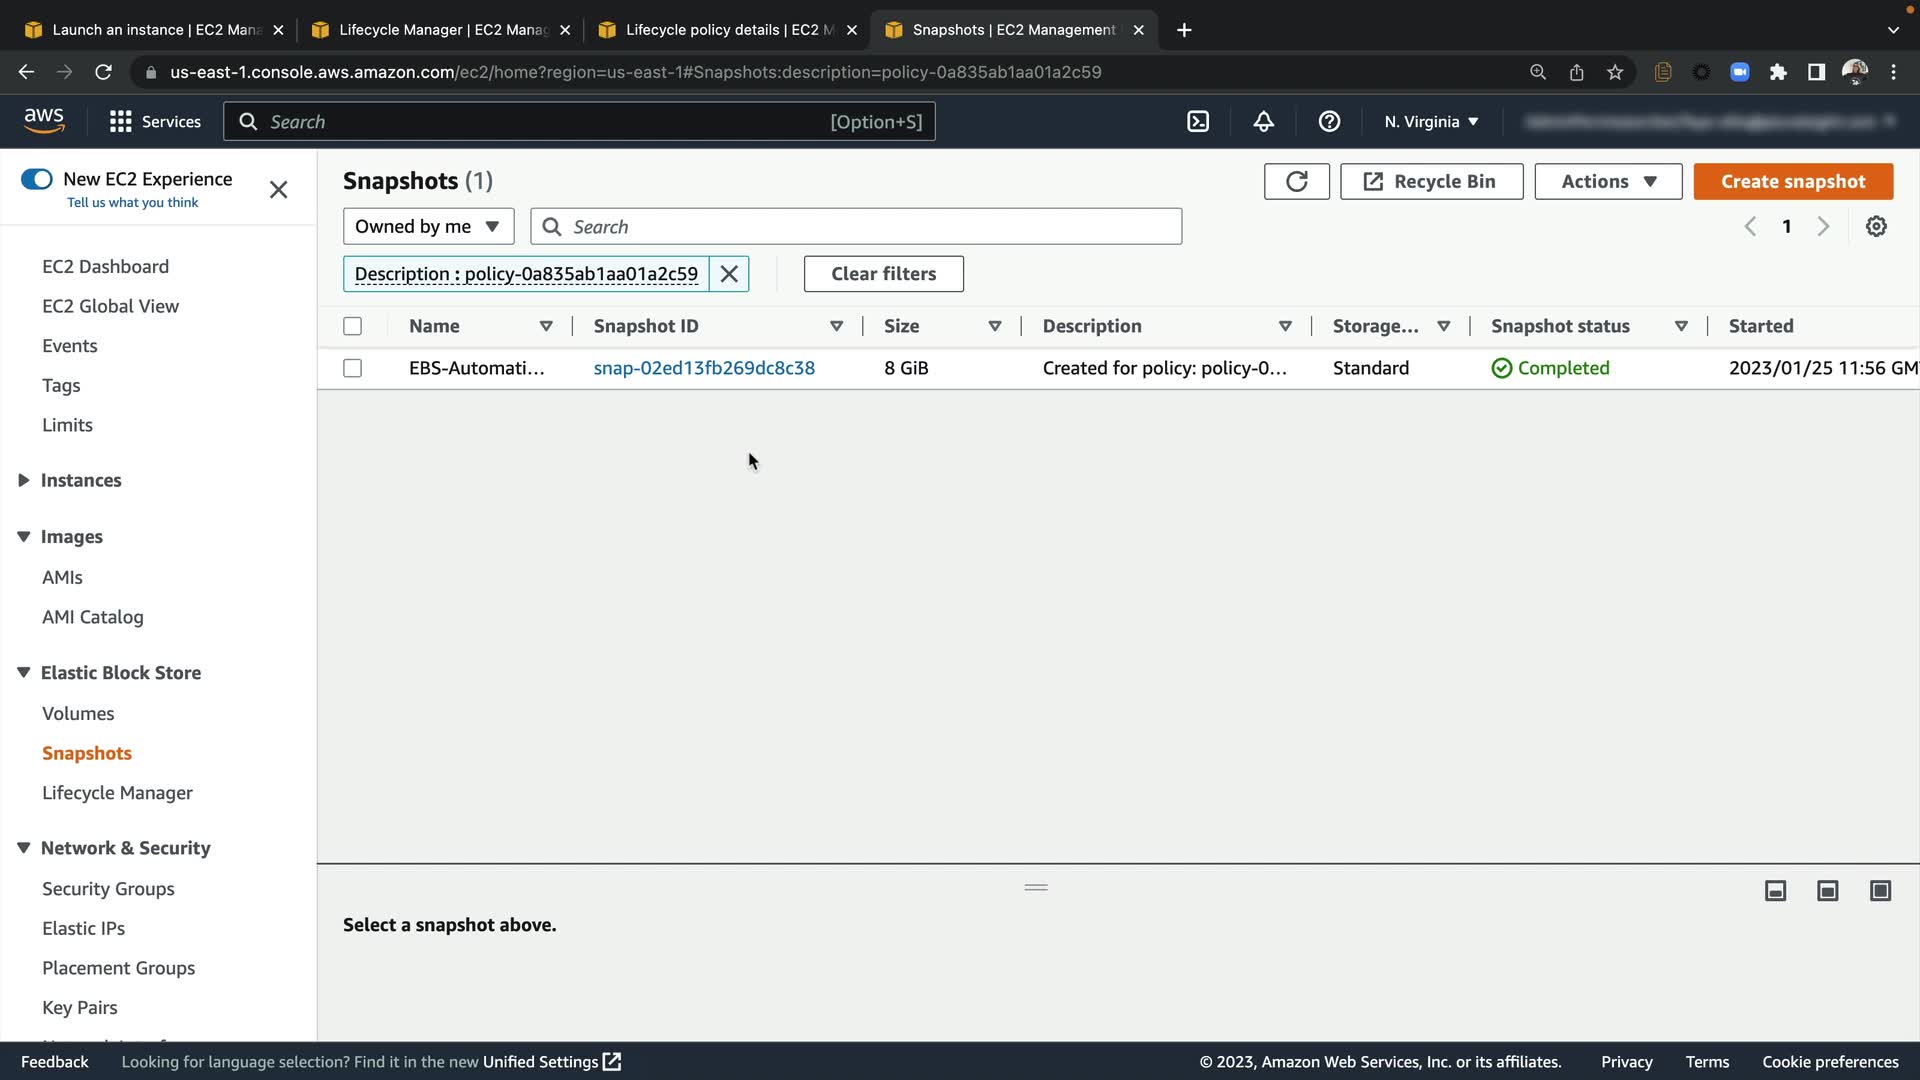 Launch an instance | EC2 Mana
Lifecycle Manager | EC2 Manag
Lifecycle policy details | EC2 M
Snapshots | EC2 Management
us-east-1.console.aws.amazon.com/ec2/home?region=us-east-1#Snapshots:description=policy-0a835ab1aa01a2c59
aws
Services
Search
[Option+S]
N. Virginia
New EC2 Experience
Tell us what you think
EC2 Dashboard
EC2 Global View
Events
Tags
Limits
Instances
Images
AMIs
AMI Catalog
Elastic Block Store
Volumes
Snapshots
Lifecycle Manager
Network & Security
Security Groups
Elastic IPs
Placement Groups
Key Pairs
Snapshots (1)
Recycle Bin
Actions
Create snapshot
Owned by me
Search
1
Description : policy-0a835ab1aa01a2c59
Clear filters
Name Snapshot ID Size Description Storage... Snapshot status Started
EBS-Automati... snap-02ed13fb269dc8c38 8 GiB Created for policy: policy-0... Standard Completed 2023/01/25 11:56 GM
Select a snapshot above.
Feedback Looking for language selection? Find it in the new Unified Settings © 2023, Amazon Web Services, Inc. or its affiliates. Privacy Terms Cookie preferences